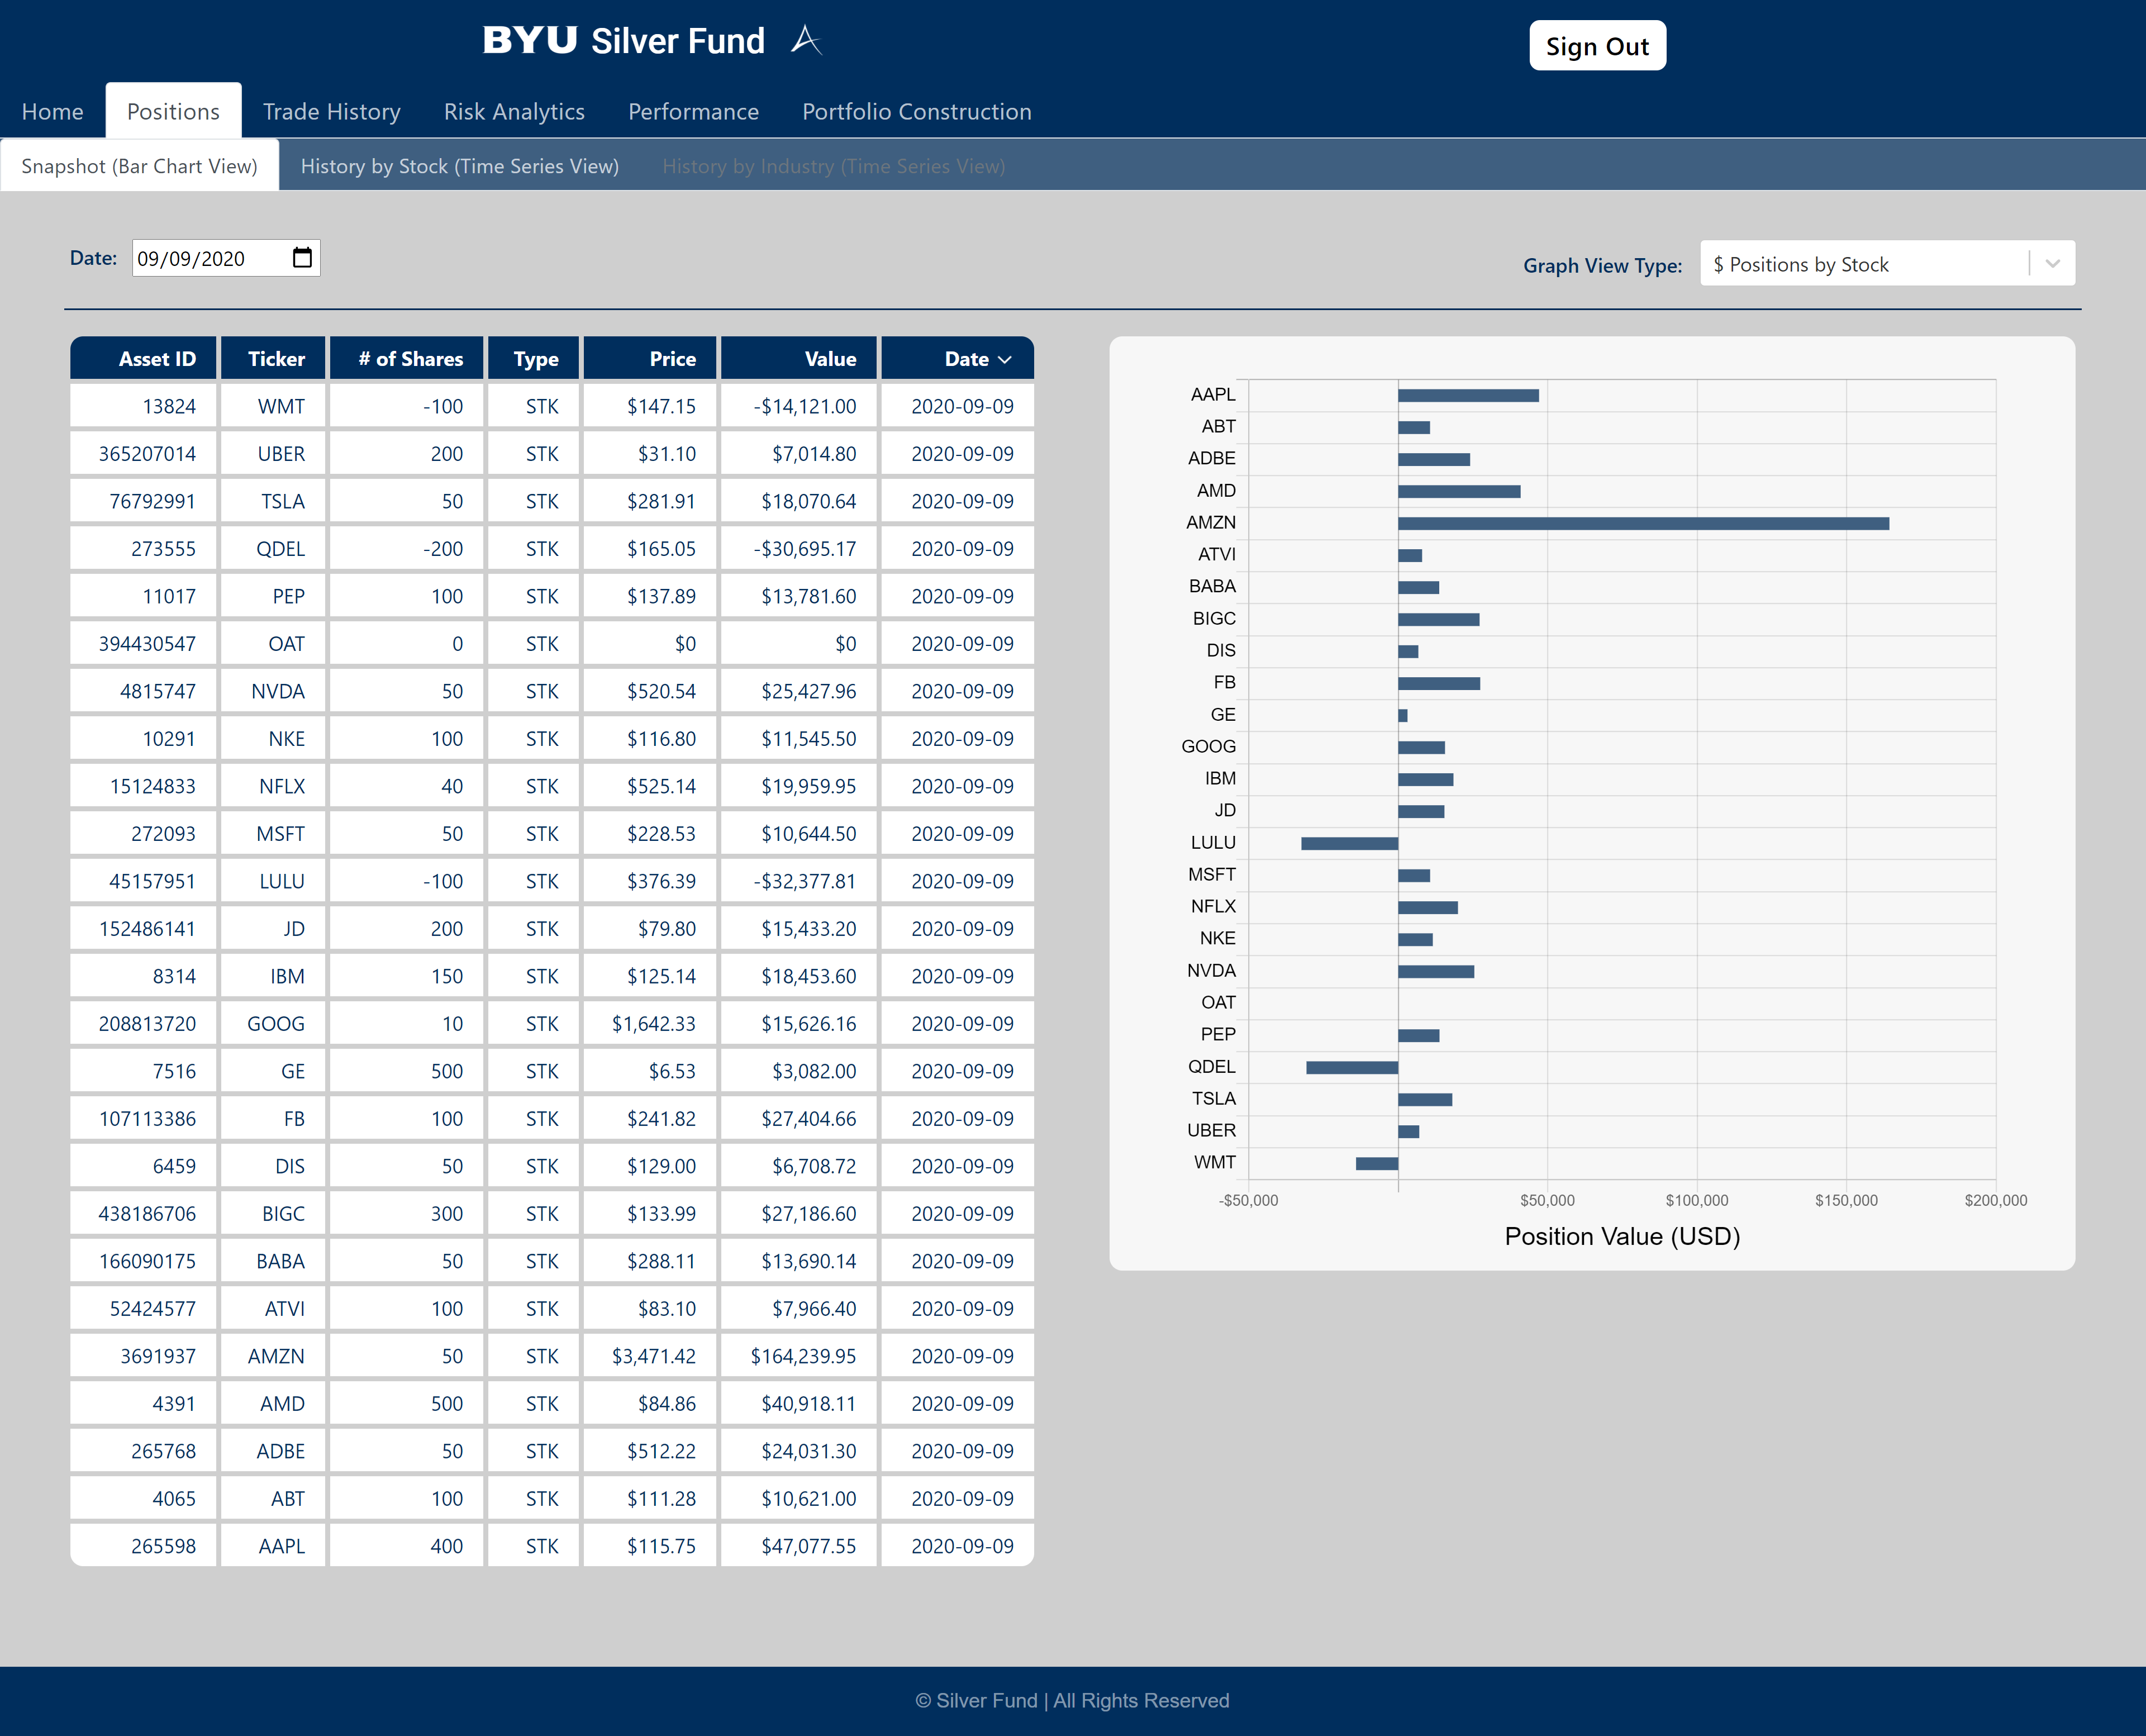 BYU Silver Fund
Sign Out
Home Positions Trade History Risk Analytics Performance Portfolio Construction
Snapshot (Bar Chart View) History by Stock (Time Series View) History by Industry (Time Series View)
Date: 09/09/2020
Graph View Type: $ Positions by Stock
Asset ID Ticker # of Shares Type Price Value Date
13824 WMT -100 STK $147.15 -$14,121.00 2020-09-09
365207014 UBER 200 STK $31.10 $7,014.80 2020-09-09
76792991 TSLA 50 STK $281.91 $18,070.64 2020-09-09
273555 QDEL -200 STK $165.05 -$30,695.17 2020-09-09
11017 PEP 100 STK $137.89 $13,781.60 2020-09-09
394430547 OAT 0 STK $0 $0 2020-09-09
4815747 NVDA 50 STK $520.54 $25,427.96 2020-09-09
10291 NKE 100 STK $116.80 $11,545.50 2020-09-09
15124833 NFLX 40 STK $525.14 $19,959.95 2020-09-09
272093 MSFT 50 STK $228.53 $10,644.50 2020-09-09
45157951 LULU -100 STK $376.39 -$32,377.81 2020-09-09
152486141 JD 200 STK $79.80 $15,433.20 2020-09-09
8314 IBM 150 STK $125.14 $18,453.60 2020-09-09
208813720 GOOG 10 STK $1,642.33 $15,626.16 2020-09-09
7516 GE 500 STK $6.53 $3,082.00 2020-09-09
107113386 FB 100 STK $241.82 $27,404.66 2020-09-09
6459 DIS 50 STK $129.00 $6,708.72 2020-09-09
438186706 BIGC 300 STK $133.99 $27,186.60 2020-09-09
166090175 BABA 50 STK $288.11 $13,690.14 2020-09-09
52424577 ATVI 100 STK $83.10 $7,966.40 2020-09-09
3691937 AMZN 50 STK $3,471.42 $164,239.95 2020-09-09
4391 AMD 500 STK $84.86 $40,918.11 2020-09-09
265768 ADBE 50 STK $512.22 $24,031.30 2020-09-09
4065 ABT 100 STK $111.28 $10,621.00 2020-09-09
265598 AAPL 400 STK $115.75 $47,077.55 2020-09-09
AAPL
ABT
ADBE
AMD
AMZN
ATVI
BABA
BIGC
DIS
FB
GE
GOOG
IBM
JD
LULU
MSFT
NFLX
NKE
NVDA
OAT
PEP
QDEL
TSLA
UBER
WMT
-$50,000 $50,000 $100,000 $150,000 $200,000
Position Value (USD)
© Silver Fund | All Rights Reserved